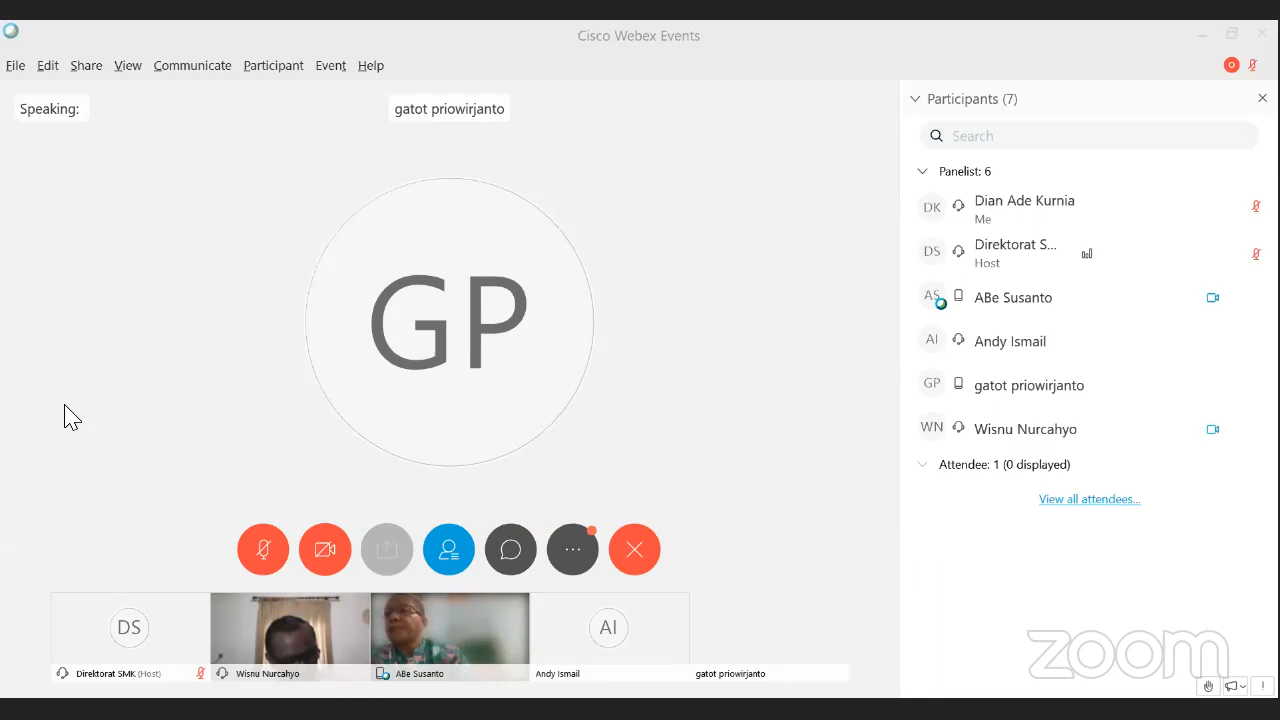 Cisco Webex Events
File Edit Share View Communicate Participant Event Help
Speaking:
gatot priowirjanto
GP
Participants (7)
Search
Panelist: 6
DK
Dian Ade Kurnia
Me
DS
Direktorat S...
Host
AS
ABe Susanto
AI
Andy Ismail
GP
gatot priowirjanto
WN
Wisnu Nurcahyo
Attendee: 1 (0 displayed)
View all attendees...
DS
AI
Direktorat SMK (Host)
Wisnu Nurcahyo
ABe Susanto
Andy Ismail
gatot priowirjanto
zoom